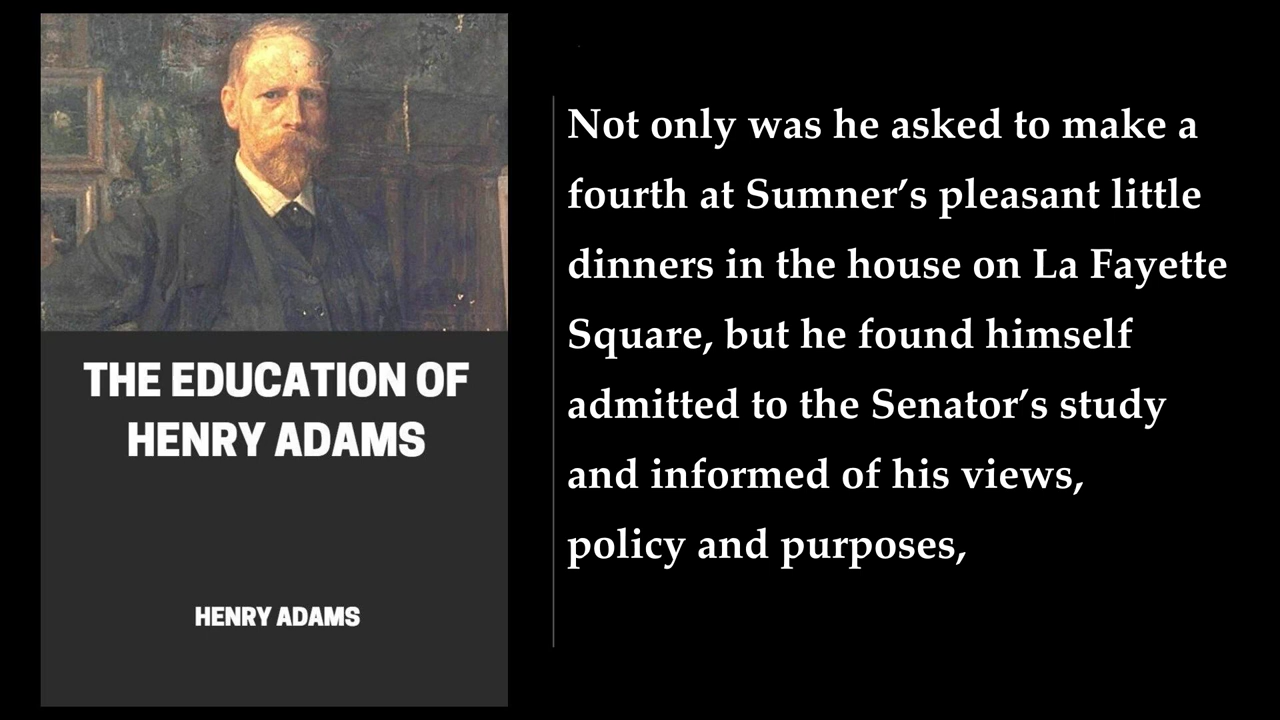 THE EDUCATION OF
HENRY ADAMS
HENRY ADAMS
Not only was he asked to make a
fourth at Sumner’s pleasant little
dinners in the house on La Fayette
Square, but he found himself
admitted to the Senator’s study
and informed of his views,
policy and purposes,